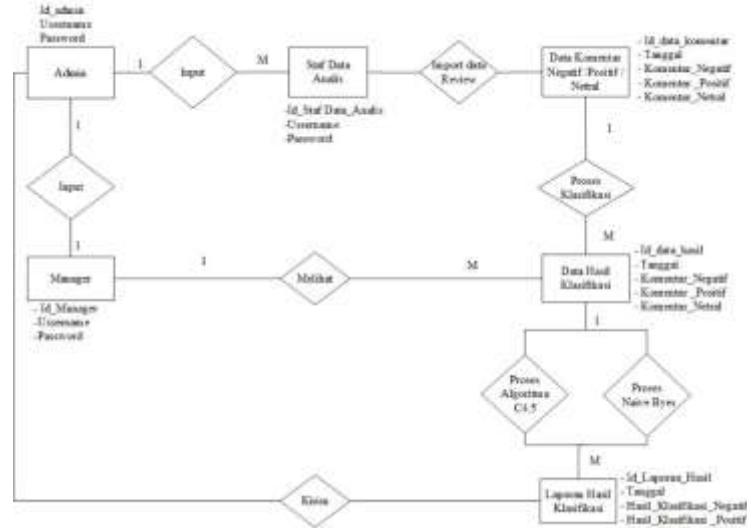 Id_admin
Username
Password
Admin
1
Input
M
Staf Data
Analis
Import data
Review
Data Komentar
Negatif /Positif /
Netral
- Id_data_komentar
- Tanggal
- Komentar_Negatif
- Komentar _Positif
- Komentar_Netral
-Id_Staf Data_Analis
-Username
-Password
1
1
Input
Proses
Klasifikasi
1
M
Manager
1
Melihat
M
Data Hasil
Klasifikasi
- Id_data_hasil
- Tanggal
- Komentar_Negatif
- Komentar _Positif
- Komentar_Netral
- Id_Manager
-Username
-Password
1
Proses
Algoritma
C4.5
Proses
Naive Byes
M
Kirim
Laporan Hasil
Klasifikasi
- Id_Laporan_Hasil
- Tanggal
- Hasil_Klasifikasi_Negatif
- Hasil_Klasifikasi _Positif